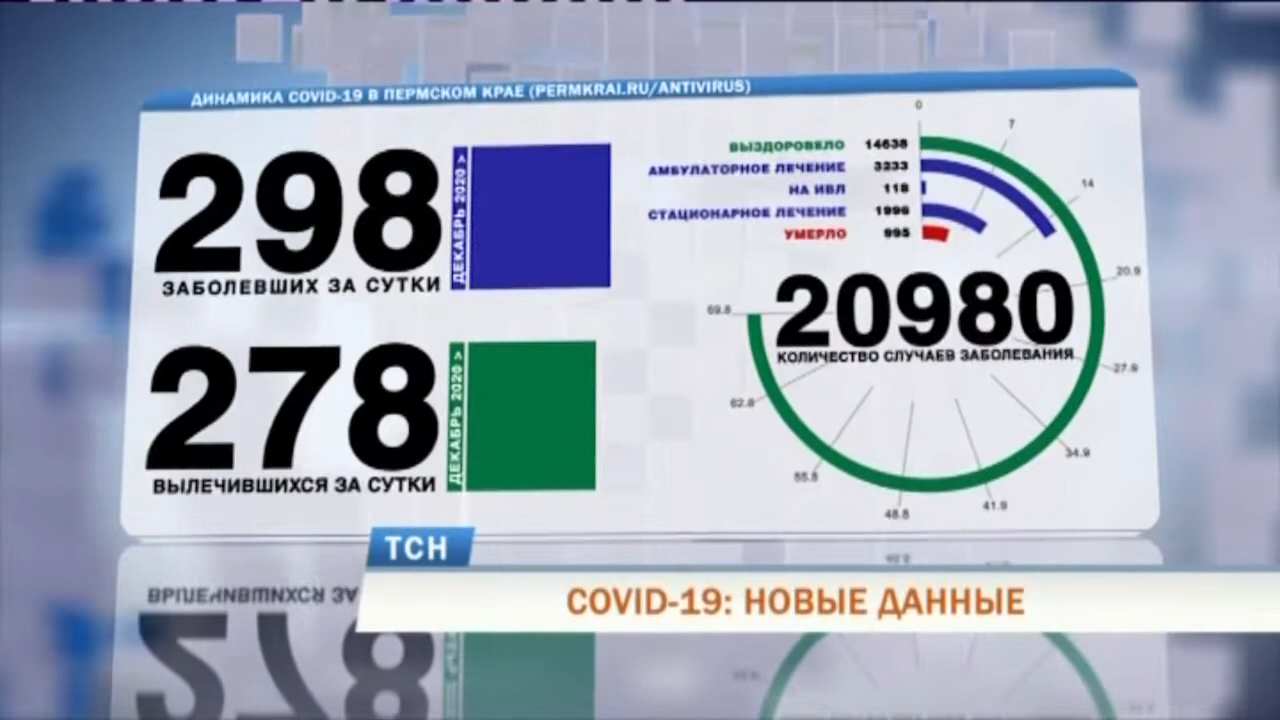 ДИНАМИКА COVID-19 В ПЕРМСКОМ КРАЕ (PERMKRAI.RU/ANTIVIRUS)
298
ЗАБОЛЕВШИХ ЗА СУТКИ
ДЕКАБРЬ 2020 >
278
ВЫЛЕЧИВШИХСЯ ЗА СУТКИ
ДЕКАБРЬ 2020 >
ВЫЗДОРОВЕЛО 14638
АМБУЛАТОРНОЕ ЛЕЧЕНИЕ 3233
НА ИВЛ 118
СТАЦИОНАРНОЕ ЛЕЧЕНИЕ 1996
УМЕРЛО 995
0
7
14
20.9
27.9
34.9
41.9
48.8
55.8
62.8
69.8
20980
КОЛИЧЕСТВО СЛУЧАЕВ ЗАБОЛЕВАНИЯ
ТСН
COVID-19: НОВЫЕ ДАННЫЕ